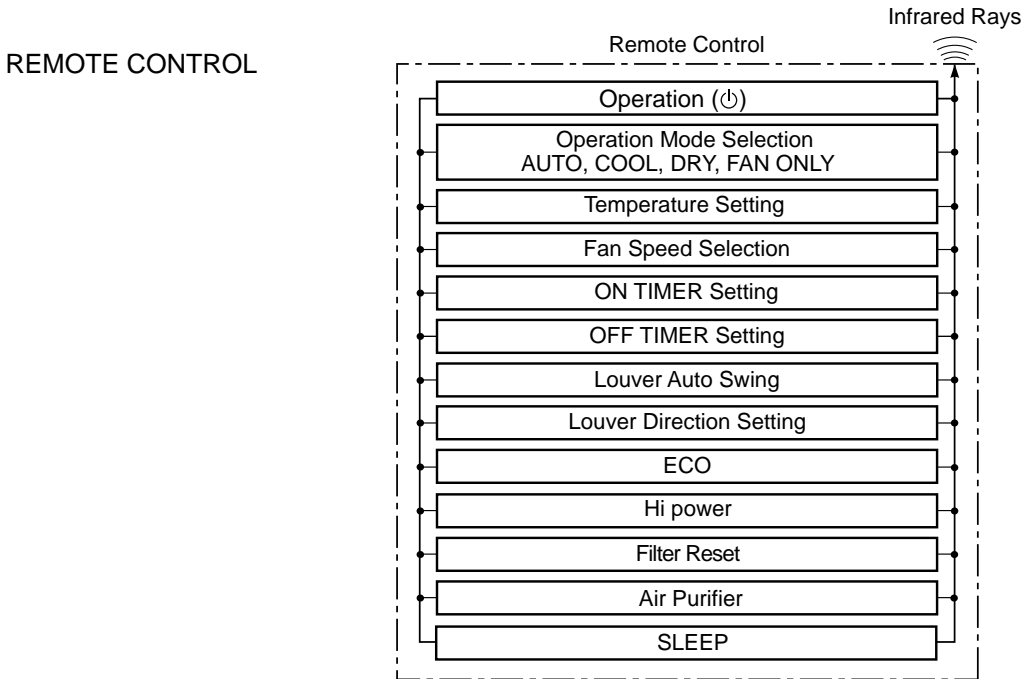 Infrared Rays
Remote Control
REMOTE CONTROL
Operation (⏻)
Operation Mode Selection
AUTO, COOL, DRY, FAN ONLY
Temperature Setting
Fan Speed Selection
ON TIMER Setting
OFF TIMER Setting
Louver Auto Swing
Louver Direction Setting
ECO
Hi power
Filter Reset
Air Purifier
SLEEP